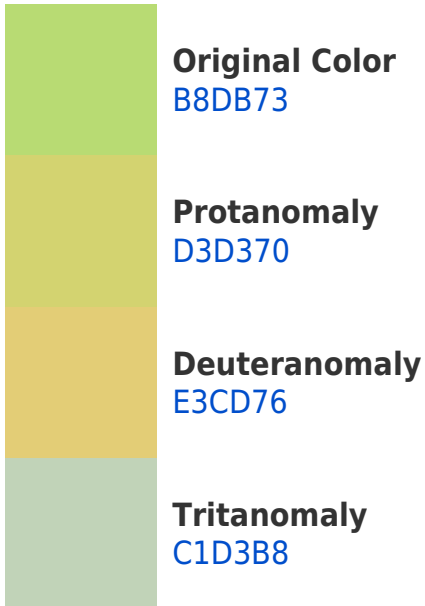 Original Color
B8DB73
Protanomaly
D3D370
Deuteranomaly
E3CD76
Tritanomaly
C1D3B8